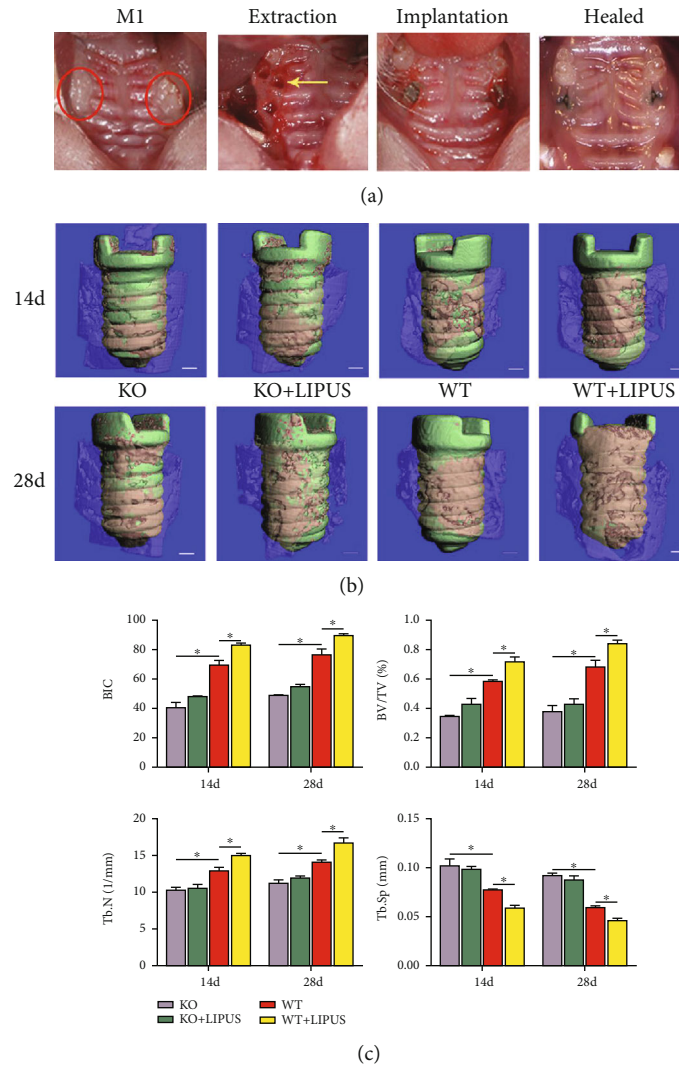 M1 Extraction Implantation Healed
(a)
14d
KO KO+LIPUS WT WT+LIPUS
28d
(b)
100
80
60
40
20
0
BIC
* * * *
14d 28d
1.0
0.8
0.6
0.4
0.2
0.0
BV/TV (%)
* * * *
14d 28d
20
15
10
5
0
Tb.N (1/mm)
* * * *
14d 28d
0.15
0.10
0.05
0.00
Tb.Sp (mm)
* * * *
14d 28d
KO WT
KO+LIPUS WT+LIPUS
(c)